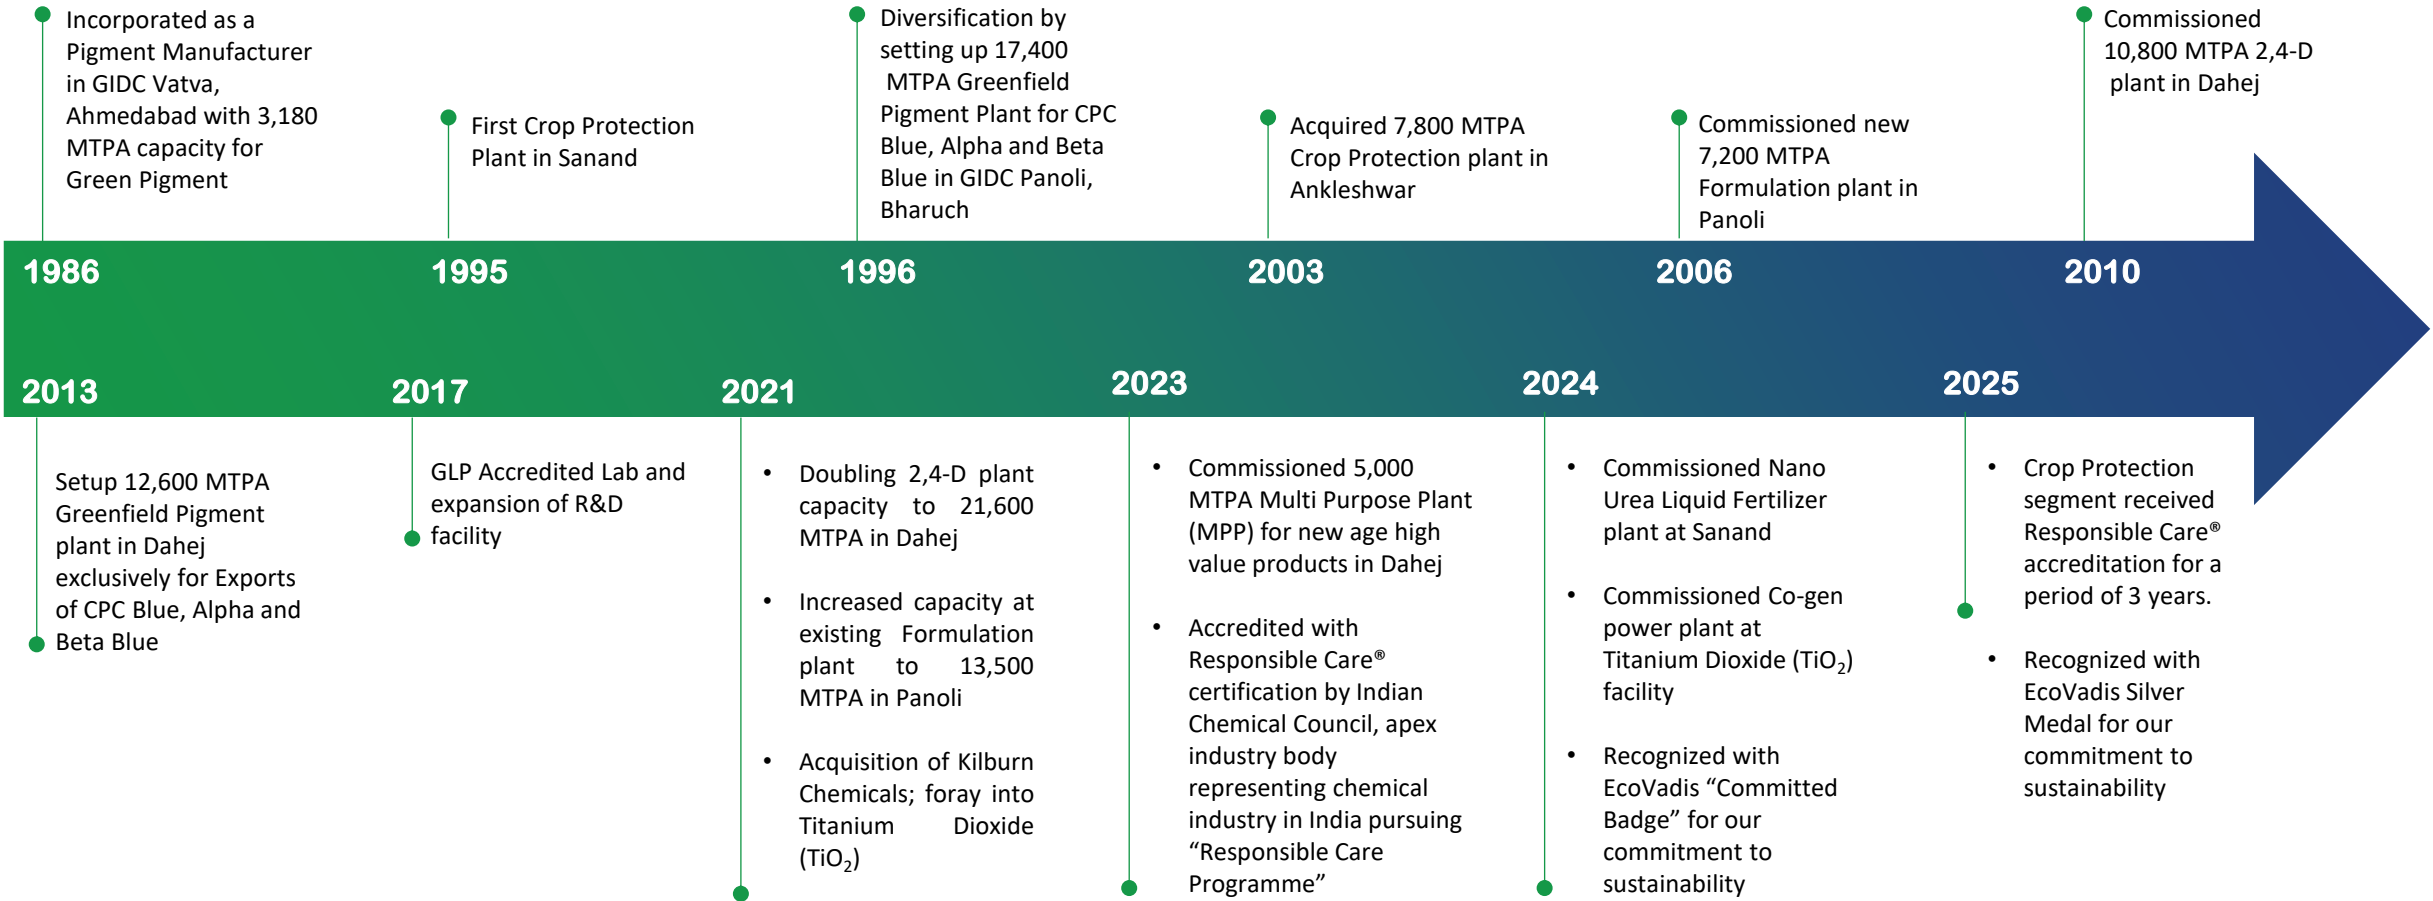 Incorporated as a
Pigment Manufacturer
in GIDC Vatva,
Ahmedabad with 3,180
MTPA capacity for
Green Pigment
1986
First Crop Protection
Plant in Sanand
1995
Diversification by
setting up 17,400
MTPA Greenfield
Pigment Plant for CPC
Blue, Alpha and Beta
Blue in GIDC Panoli,
Bharuch
1996
Acquired 7,800 MTPA
Crop Protection plant in
Ankleshwar
2003
Commissioned new
7,200 MTPA
Formulation plant in
Panoli
2006
Commissioned
10,800 MTPA 2,4-D
plant in Dahej
2010
2013
Setup 12,600 MTPA
Greenfield Pigment
plant in Dahej
exclusively for Exports
of CPC Blue, Alpha and
Beta Blue
2017
GLP Accredited Lab and
expansion of R&D
facility
2021
• Doubling 2,4-D plant
capacity to 21,600
MTPA in Dahej
• Increased capacity at
existing Formulation
plant to 13,500
MTPA in Panoli
• Acquisition of Kilburn
Chemicals; foray into
Titanium Dioxide
(TiO₂)
2023
• Commissioned 5,000
MTPA Multi Purpose Plant
(MPP) for new age high
value products in Dahej
• Accredited with
Responsible Care®
certification by Indian
Chemical Council, apex
industry body
representing chemical
industry in India pursuing
“Responsible Care
Programme”
2024
• Commissioned Nano
Urea Liquid Fertilizer
plant at Sanand
• Commissioned Co-gen
power plant at
Titanium Dioxide (TiO₂)
facility
• Recognized with
EcoVadis “Committed
Badge” for our
commitment to
sustainability
2025
• Crop Protection
segment received
Responsible Care®
accreditation for a
period of 3 years.
• Recognized with
EcoVadis Silver
Medal for our
commitment to
sustainability